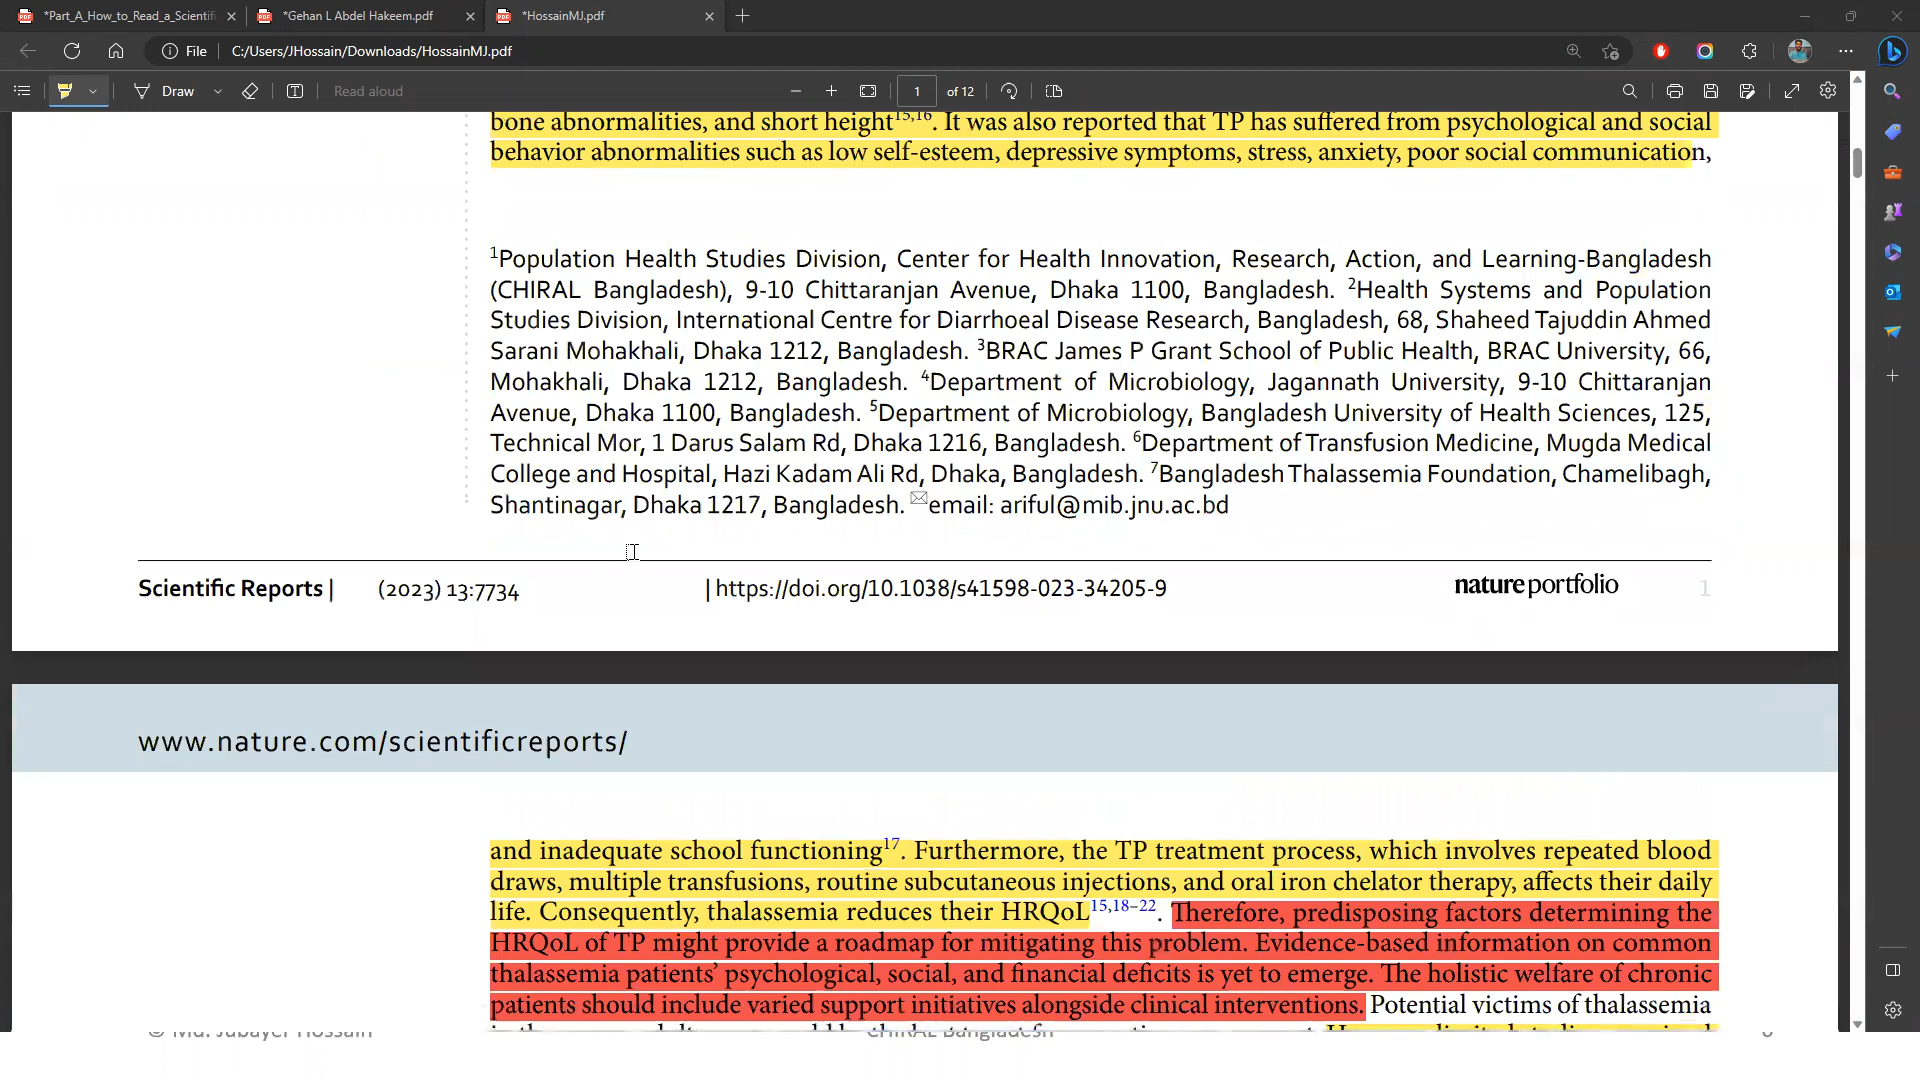 *Part_A_How_to_Read_a_Scientifi
*Gehan L Abdel Hakeem.pdf
*HossainMJ.pdf
File C:/Users/JHossain/Downloads/HossainMJ.pdf
Draw Read aloud 1 of 12
bone abnormalities, and short height15,16. It was also reported that TP has suffered from psychological and social
behavior abnormalities such as low self-esteem, depressive symptoms, stress, anxiety, poor social communication,
1Population Health Studies Division, Center for Health Innovation, Research, Action, and Learning-Bangladesh
(CHIRAL Bangladesh), 9-10 Chittaranjan Avenue, Dhaka 1100, Bangladesh. 2Health Systems and Population
Studies Division, International Centre for Diarrhoeal Disease Research, Bangladesh, 68, Shaheed Tajuddin Ahmed
Sarani Mohakhali, Dhaka 1212, Bangladesh. 3BRAC James P Grant School of Public Health, BRAC University, 66,
Mohakhali, Dhaka 1212, Bangladesh. 4Department of Microbiology, Jagannath University, 9-10 Chittaranjan
Avenue, Dhaka 1100, Bangladesh. 5Department of Microbiology, Bangladesh University of Health Sciences, 125,
Technical Mor, 1 Darus Salam Rd, Dhaka 1216, Bangladesh. 6Department of Transfusion Medicine, Mugda Medical
College and Hospital, Hazi Kadam Ali Rd, Dhaka, Bangladesh. 7Bangladesh Thalassemia Foundation, Chamelibagh,
Shantinagar, Dhaka 1217, Bangladesh. email: ariful@mib.jnu.ac.bd
Scientific Reports | (2023) 13:7734 | https://doi.org/10.1038/s41598-023-34205-9 natureportfolio 1
www.nature.com/scientificreports/
and inadequate school functioning17. Furthermore, the TP treatment process, which involves repeated blood
draws, multiple transfusions, routine subcutaneous injections, and oral iron chelator therapy, affects their daily
life. Consequently, thalassemia reduces their HRQoL15,18–22. Therefore, predisposing factors determining the
HRQoL of TP might provide a roadmap for mitigating this problem. Evidence-based information on common
thalassemia patients' psychological, social, and financial deficits is yet to emerge. The holistic welfare of chronic
patients should include varied support initiatives alongside clinical interventions. Potential victims of thalassemia
© Md. Jubayer Hossain CHIRAL Bangladesh